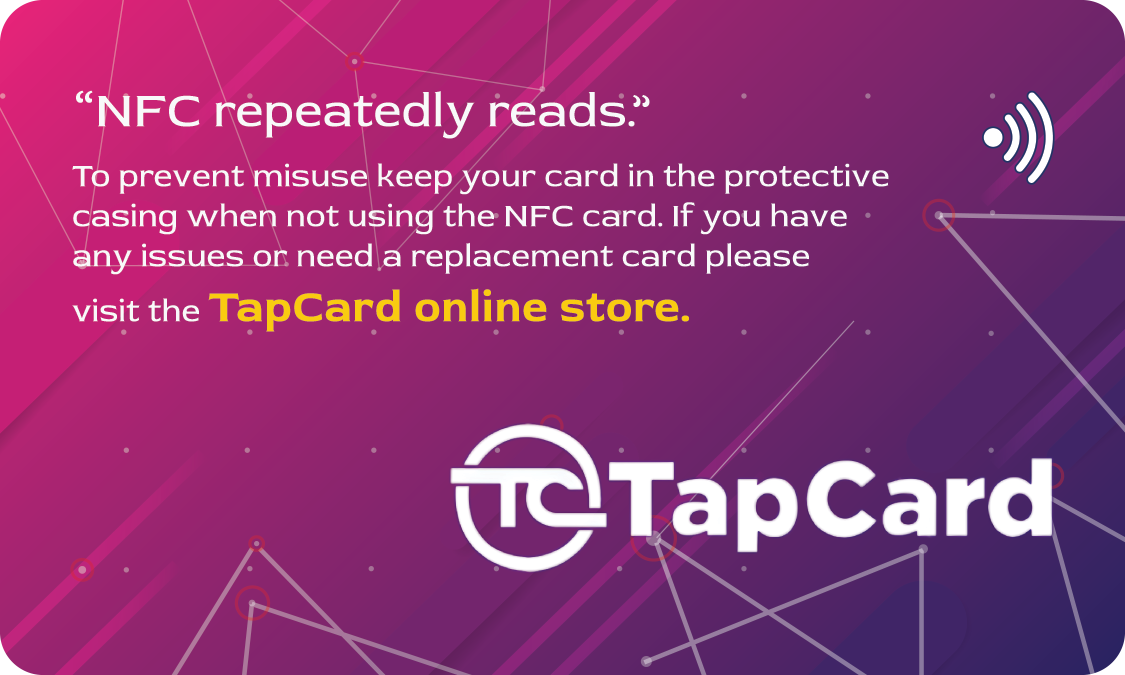 “NFC repeatedly reads.”
To prevent misuse keep your card in the protective
casing when not using the NFC card. If you have
any issues or need a replacement card please
visit the TapCard online store.
TC TapCard